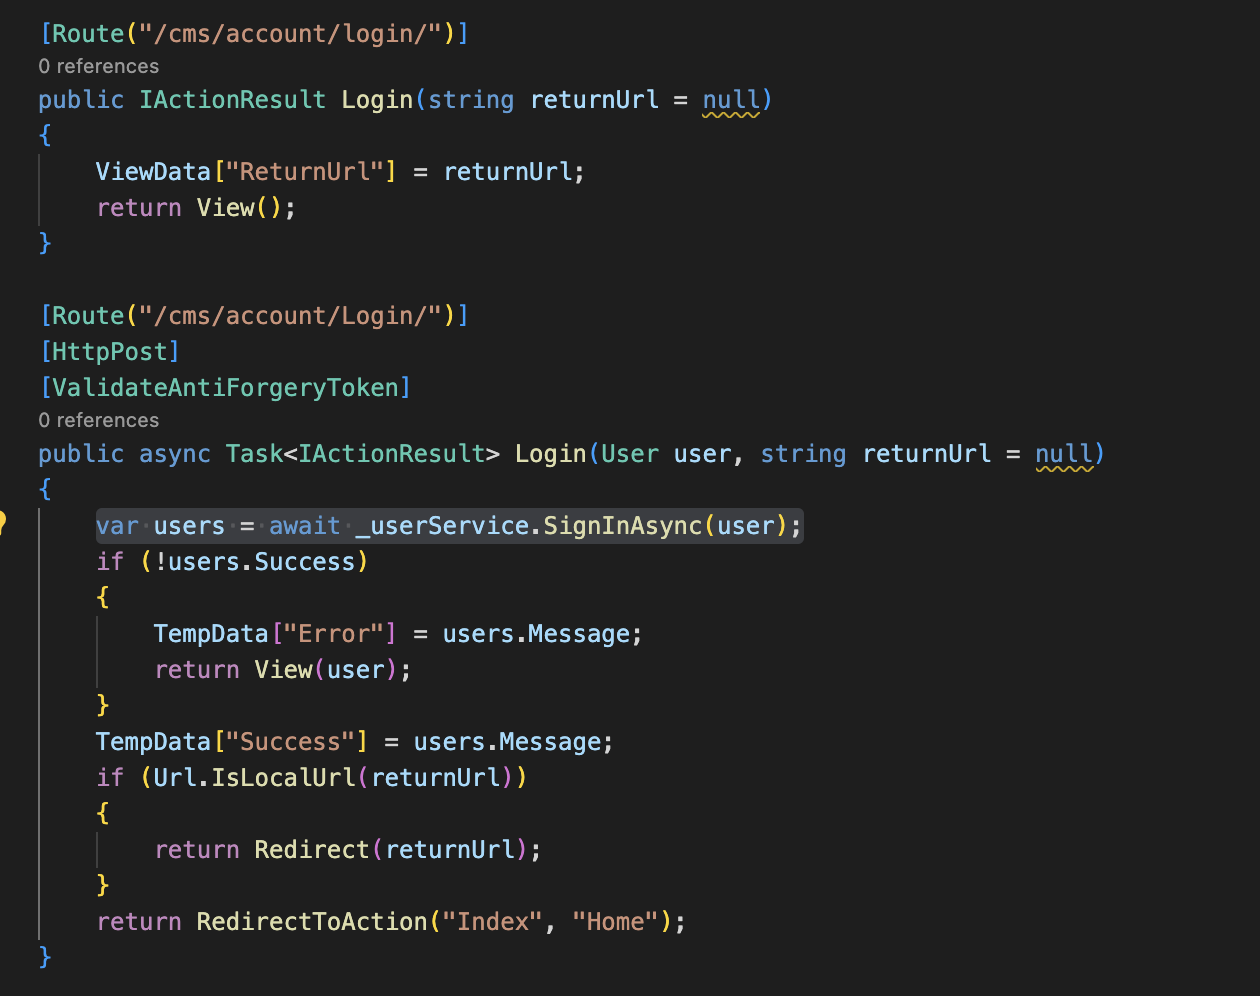 [Route("/cms/account/login/")]
0 references
public IActionResult Login(string returnUrl = null)
{
    ViewData["ReturnUrl"] = returnUrl;
    return View();
}
[Route("/cms/account/Login/")]
[HttpPost]
[ValidateAntiForgeryToken]
0 references
public async Task<IActionResult> Login(User user, string returnUrl = null)
{
    var users = await _userService.SignInAsync(user);
    if (!users.Success)
    {
        TempData["Error"] = users.Message;
        return View(user);
    }
    TempData["Success"] = users.Message;
    if (Url.IsLocalUrl(returnUrl))
    {
        return Redirect(returnUrl);
    }
    return RedirectToAction("Index", "Home");
}